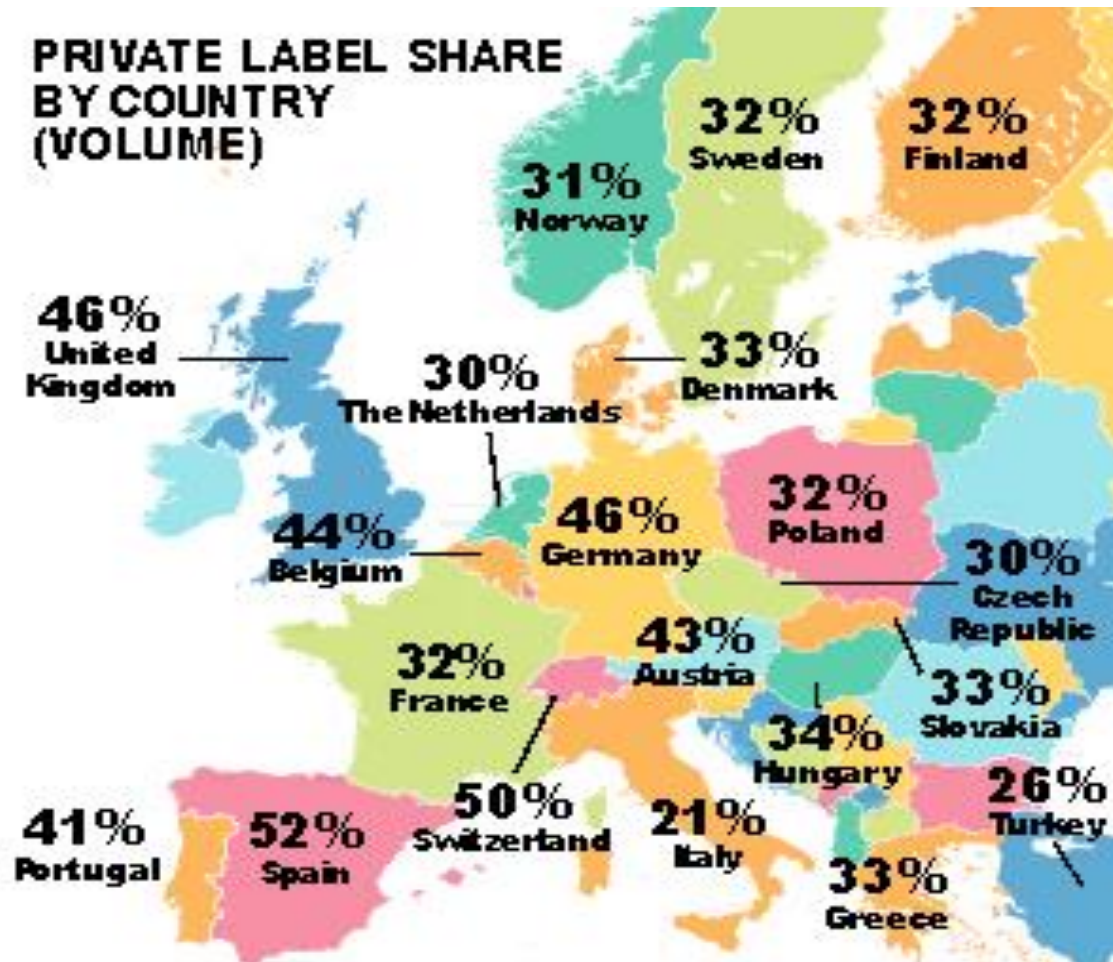 PRIVATE LABEL SHARE
BY COUNTRY
(VOLUME)
32%
Sweden
32%
Finland
31%
Norway
46%
United
Kingdom
30%
The Netherlands
33%
Denmark
44%
Belgium
46%
Germany
32%
Poland
30%
Czech
Republic
32%
France
43%
Austria
33%
Slovakia
34%
Hungary
41%
Portugal
52%
Spain
50%
Switzerland
21%
Italy
26%
Turkey
33%
Greece